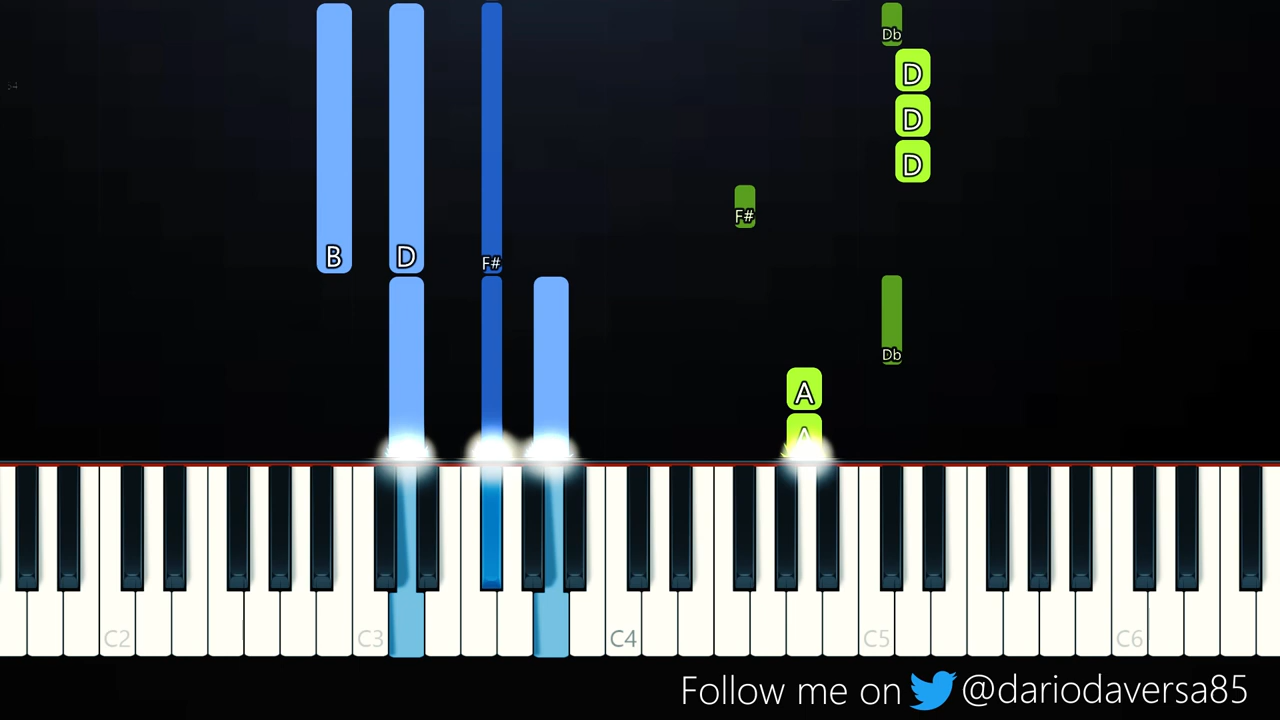 Db
D
D
D
F#
B D F#
Db
A
A
C2 C3 C4 C5 C6
Follow me on @dariodaversa85